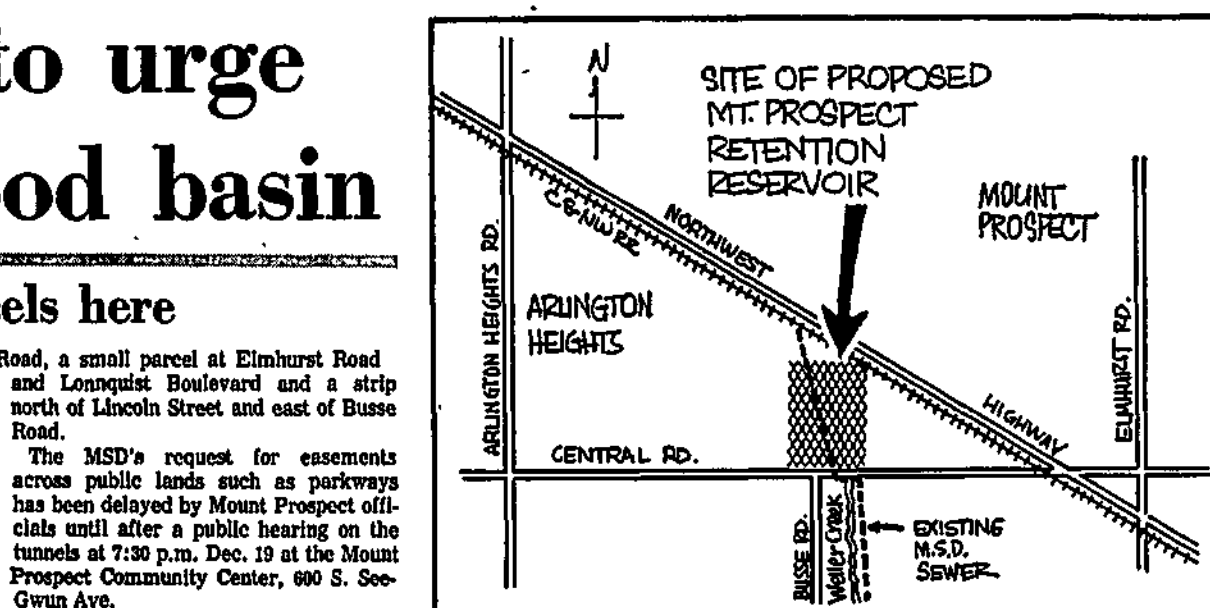 to urge
od basin
els here
Road, a small parcel at Elmhurst Road
and Lonnquist Boulevard and a strip
north of Lincoln Street and east of Busse
Road.
The MSD's request for easements
across public lands such as parkways
has been delayed by Mount Prospect offi-
cials until after a public hearing on the
tunnels at 7:30 p.m. Dec. 19 at the Mount
Prospect Community Center, 600 S. See-
Gwun Ave.
N
SITE OF PROPOSED
MT. PROSPECT
RETENTION
RESERVOIR
MOUNT
PROSPECT
C&NW RR
NORTHWEST
ARLINGTON HEIGHTS RD.
ARLINGTON
HEIGHTS
ELMHURST RD.
HIGHWAY
CENTRAL RD.
BUSSE RD.
Weller Creek
EXISTING
M.S.D.
SEWER